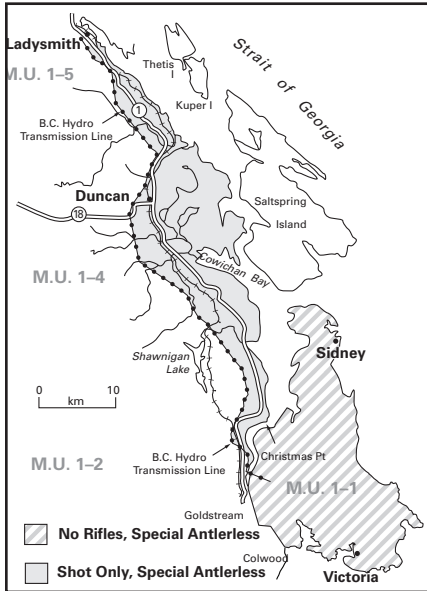 Ladysmith
M.U. 1–5
Thetis
I
Strait of Georgia
Kuper I
1
B.C. Hydro
Transmission Line
Duncan
18
Saltspring
Island
Cowichan Bay
M.U. 1–4
Sidney
Shawnigan
Lake
0 10
km
M.U. 1–2
B.C. Hydro
Transmission Line
Christmas Pt
M.U. 1–1
Goldstream
No Rifles, Special Antlerless
Colwood
Shot Only, Special Antlerless
Victoria